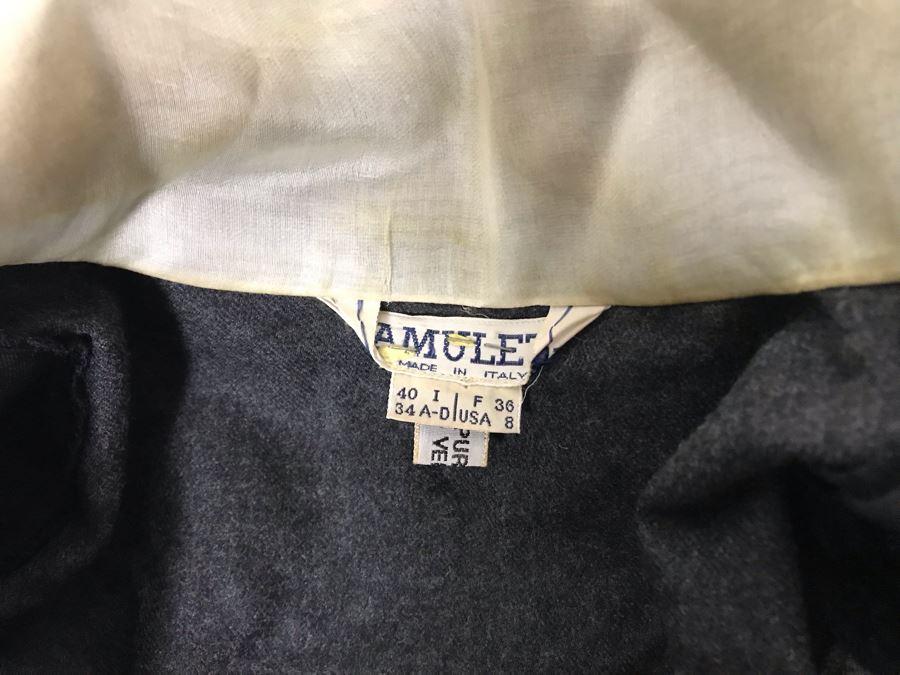 AMULET
MADE IN ITALY
40 I F 36
34 A-D USA 8
PUR
VE